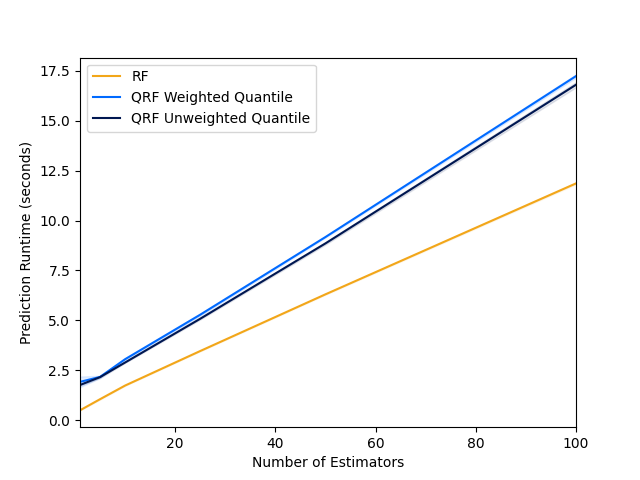 RF
QRF Weighted Quantile
QRF Unweighted Quantile
17.5
15.0
12.5
10.0
7.5
5.0
2.5
0.0
Prediction Runtime (seconds)
20 40 60 80 100
Number of Estimators